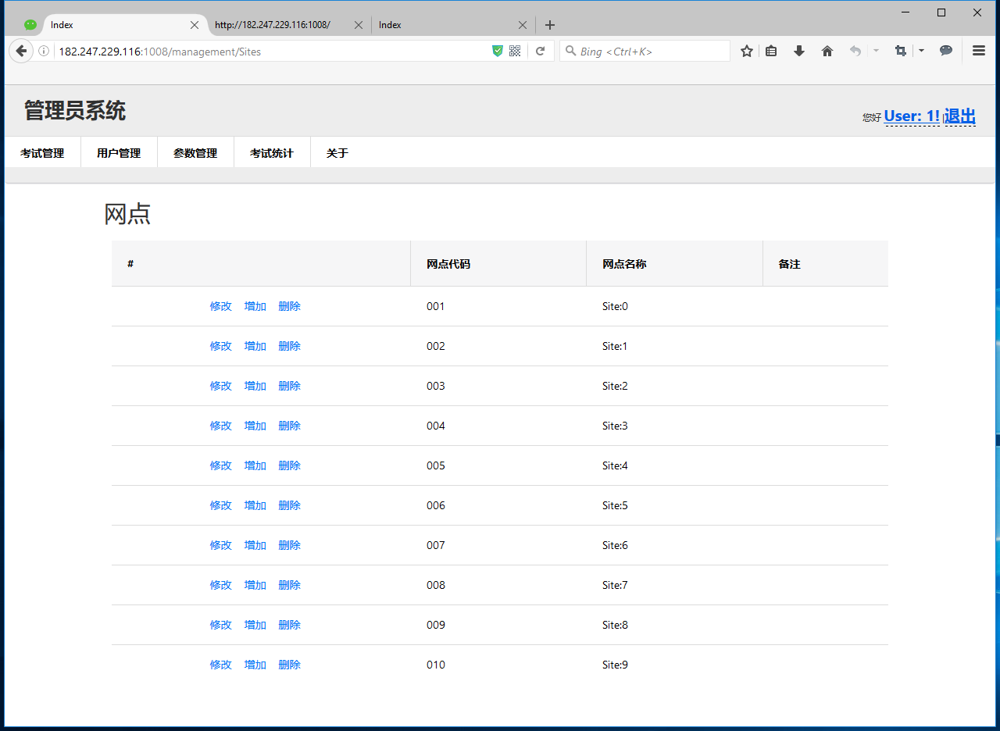 Index
http://182.247.229.116:1008/
Index
182.247.229.116:1008/management/Sites
Bing <Ctrl+K>
管理员系统
您好 User: 1! |退出
考试管理 用户管理 参数管理 考试统计 关于
网点
# 网点代码 网点名称 备注
修改 增加 删除 001 Site:0
修改 增加 删除 002 Site:1
修改 增加 删除 003 Site:2
修改 增加 删除 004 Site:3
修改 增加 删除 005 Site:4
修改 增加 删除 006 Site:5
修改 增加 删除 007 Site:6
修改 增加 删除 008 Site:7
修改 增加 删除 009 Site:8
修改 增加 删除 010 Site:9